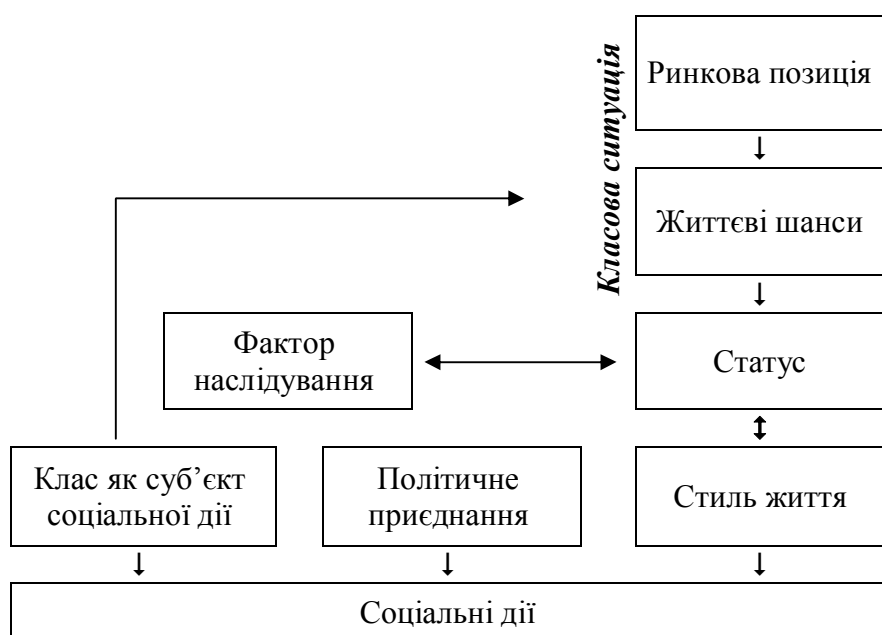 Ринкова позиція
Класова ситуація
Життєві шанси
Фактор
наслідування
Статус
Клас як суб’єкт
соціальної дії
Політичне
приєднання
Стиль життя
Соціальні дії